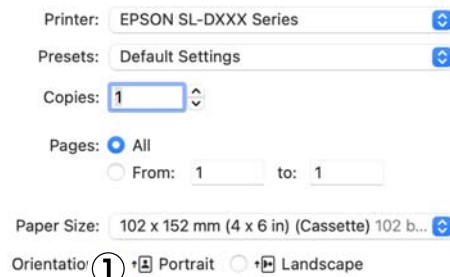 Printer: EPSON SL-DXXX Series
Presets: Default Settings
Copies: 1
Pages: All
From: 1 to: 1
Paper Size: 102 x 152 mm (4 x 6 in) (Cassette) 102 b...
Orientatio ① Portrait Landscape